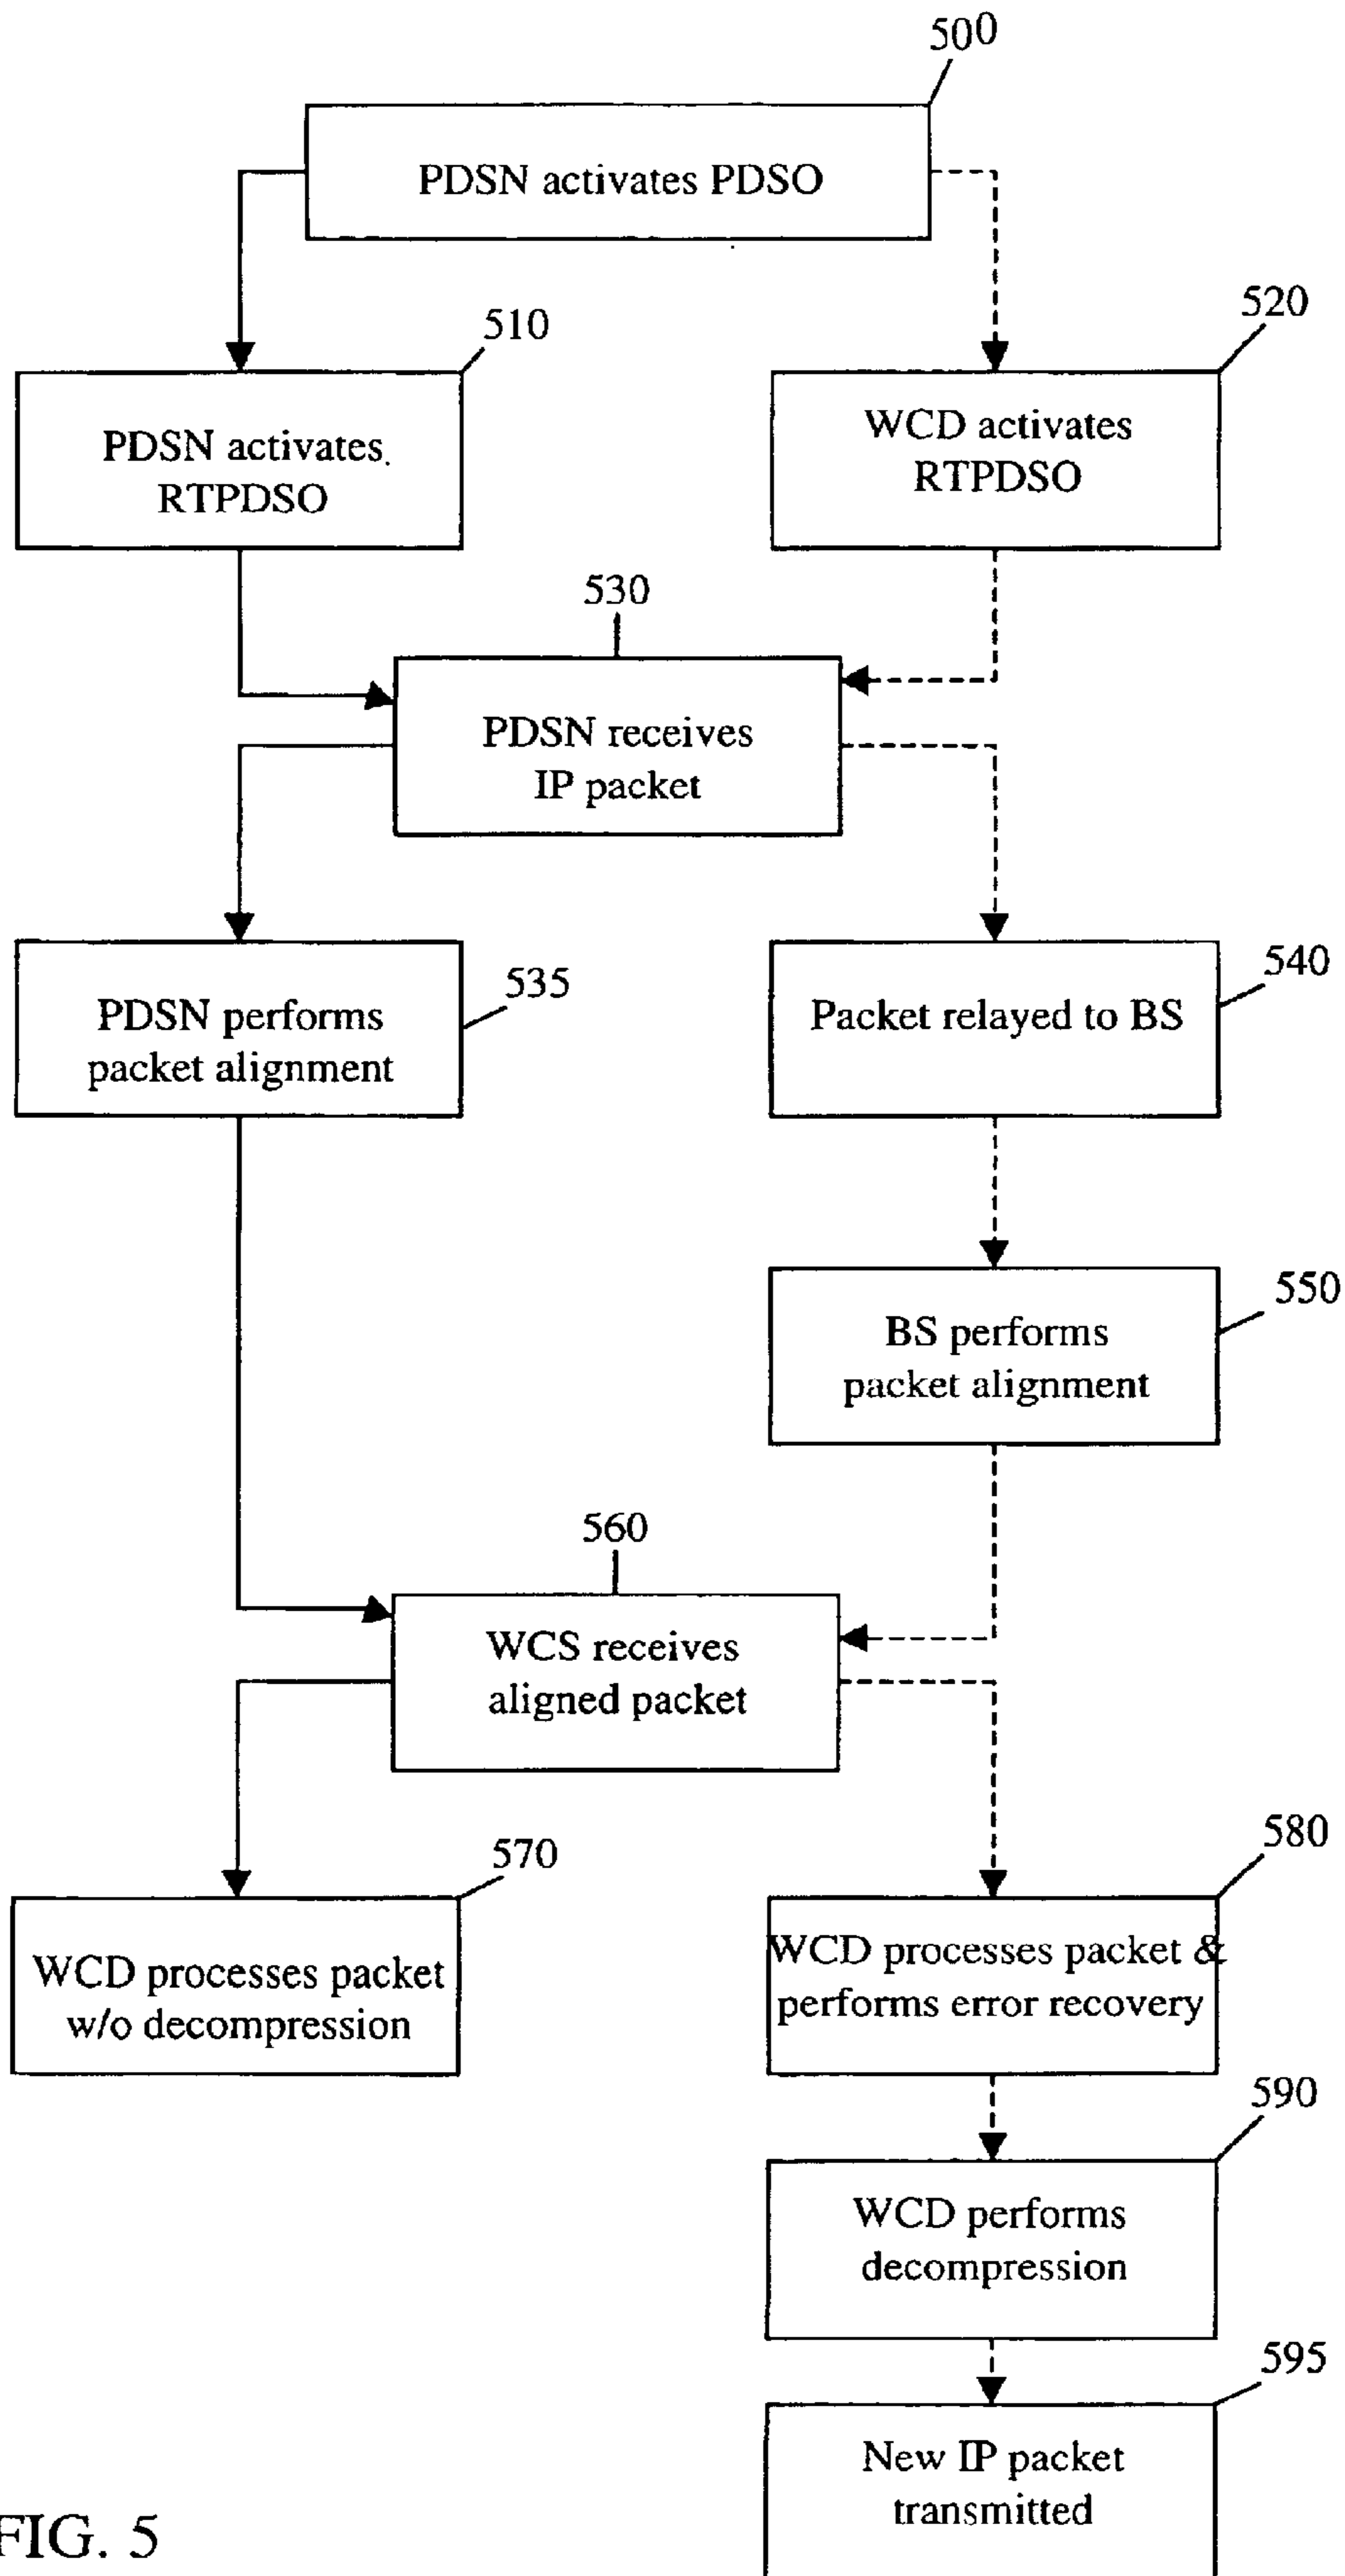 500
PDSN activates PDSO
510
520
PDSN activates.
RTPDSO
WCD activates
RTPDSO
530
PDSN receives
IP packet
535
540
PDSN performs
packet alignment
Packet relayed to BS
550
BS performs
packet alignment
560
WCS receives
aligned packet
570
580
WCD processes packet
w/o decompression
WCD processes packet &
performs error recovery
590
WCD performs
decompression
595
New IP packet
transmitted
FIG. 5